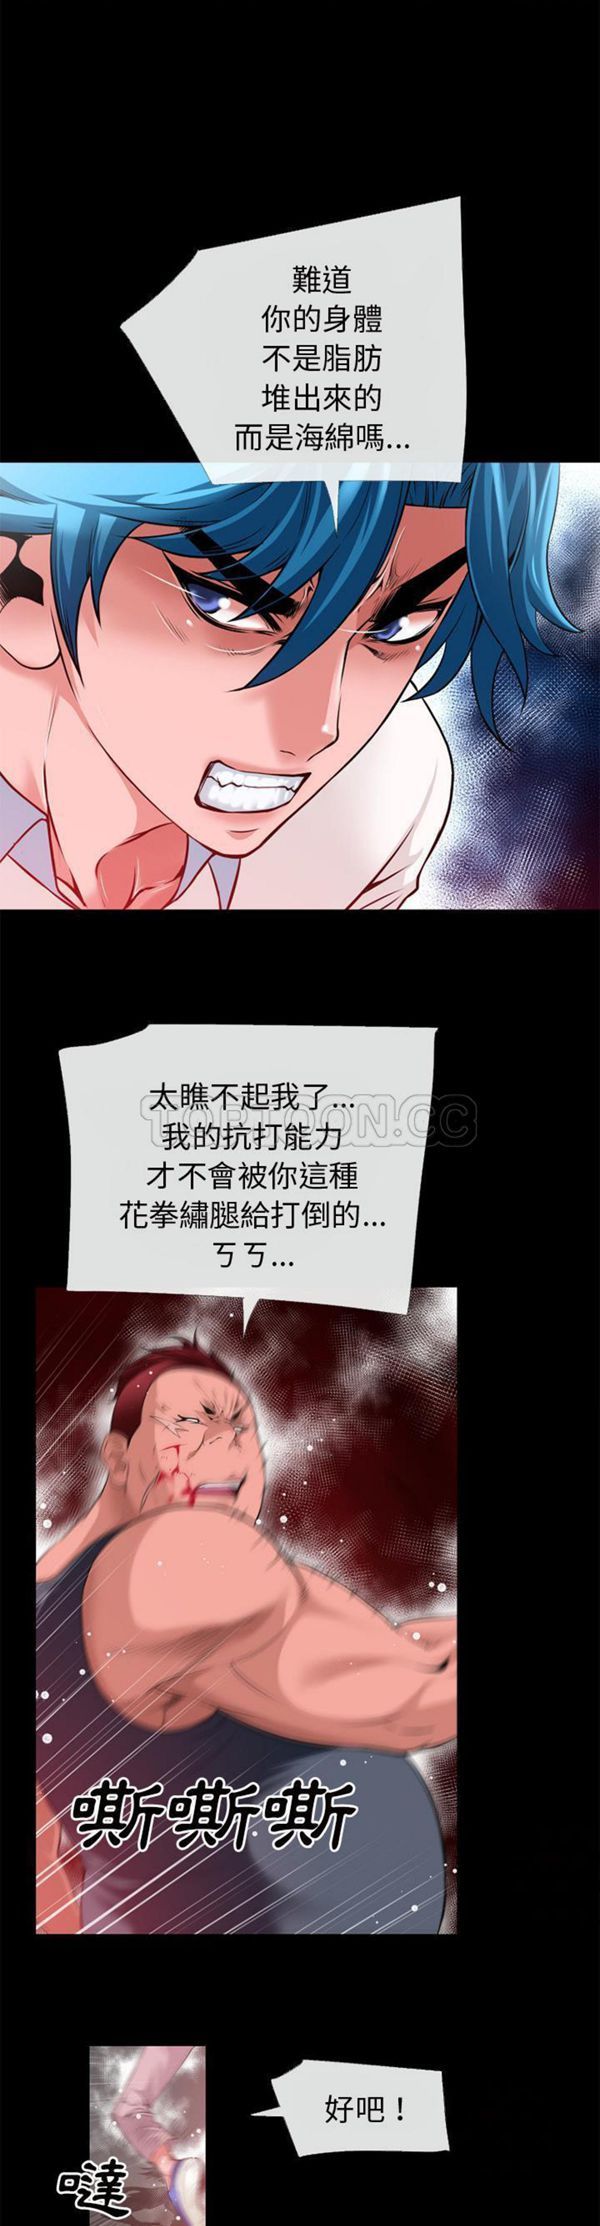 難道
你的身體
不是脂肪
堆出來的
而是海綿嗎...
太瞧不起我了...
TOPTOON.CC
我的抗打能力
才不會被你這種
花拳繡腿給打倒的...
ㄎㄎ...
嘶嘶嘶
好吧！
噠